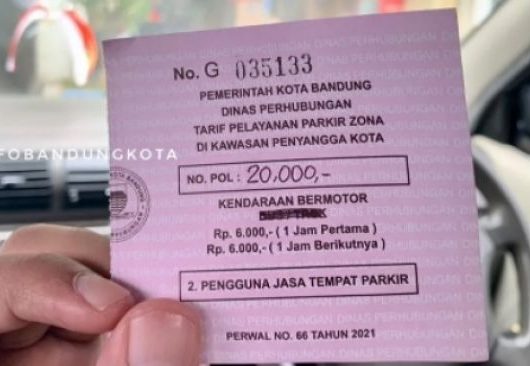 No. G 035133
PEMERINTAH KOTA BANDUNG
DINAS PERHUBUNGAN
TARIF PELAYANAN PARKIR ZONA
DI KAWASAN PENYANGGA KOTA
FOBANDUNGKOTA
NO. POL : 20,000,-
KENDARAAN BERMOTOR
Rp. 6.000,- ( 1 Jam Pertama )
Rp. 6.000,- ( 1 Jam Berikutnya )
2. PENGGUNA JASA TEMPAT PARKIR
PERWAL NO. 66 TAHUN 2021